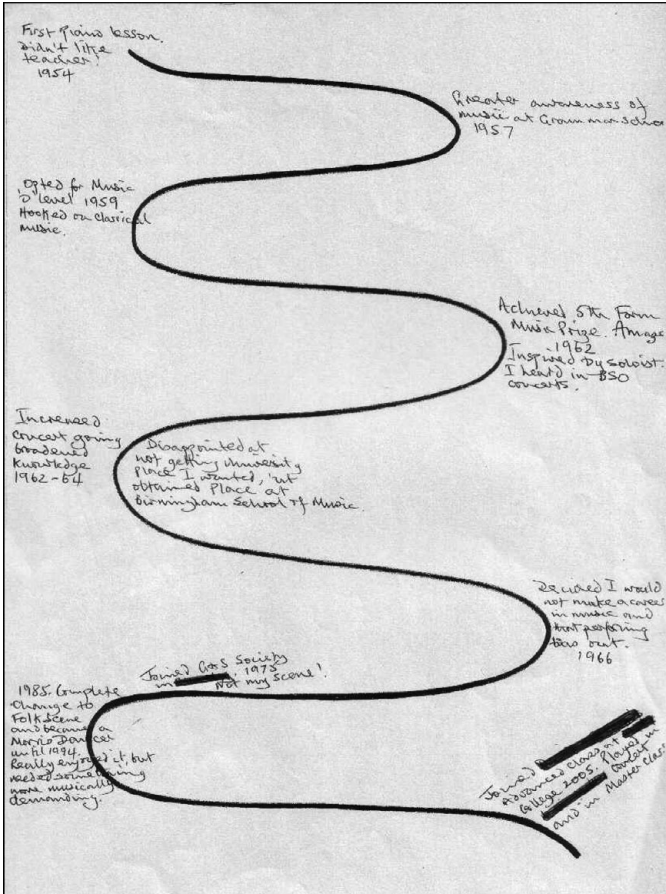 First Piano lesson.
Didn't like
teacher!
1954
Greater awareness of
music at Grammar School
1957
Opted for Music
'O' level 1959
Hooked on classical
music.
Achieved 5th Form
Music Prize. Amaze
1962
Inspired by soloist.
I heard in BSO
concerts.
Increased
concert going
broadened
knowledge
1962-64
Disappointed at
not getting University
place I wanted, but
obtained place at
Birmingham School of Music.
Decided I would
not make a career
in music and
that performing
was out.
1966
Joined Society
in 1975
Not my scene!
1985. Complete
change to
Folk Scene
and became a
Morris Dancer
until 1994.
Really enjoyed it, but
needed something
more musically
demanding.
Joined
Advanced class at
College 2005. Played in
concert
and in Master Class